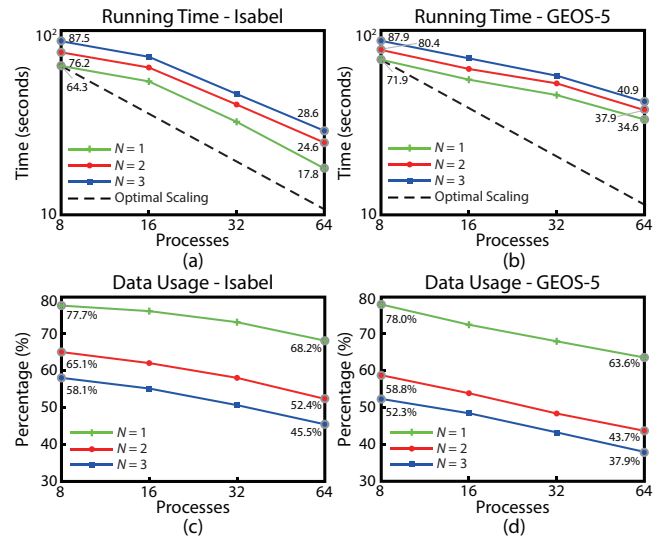 Running Time - Isabel
10²
87.5
76.2
64.3
28.6
24.6
17.8
Time (seconds)
N = 1
N = 2
N = 3
Optimal Scaling
10
8
16
32
64
Processes
(a)
Running Time - GEOS-5
10²
87.9
80.4
71.9
40.9
37.9
34.6
Time (seconds)
N = 1
N = 2
N = 3
Optimal Scaling
10
8
16
32
64
Processes
(b)
Data Usage - Isabel
80
70
60
50
40
30
Percentage (%)
77.7%
68.2%
65.1%
58.1%
52.4%
45.5%
N = 1
N = 2
N = 3
8
16
32
64
Processes
(c)
Data Usage - GEOS-5
80
70
60
50
40
30
Percentage (%)
78.0%
63.6%
58.8%
52.3%
43.7%
37.9%
N = 1
N = 2
N = 3
8
16
32
64
Processes
(d)